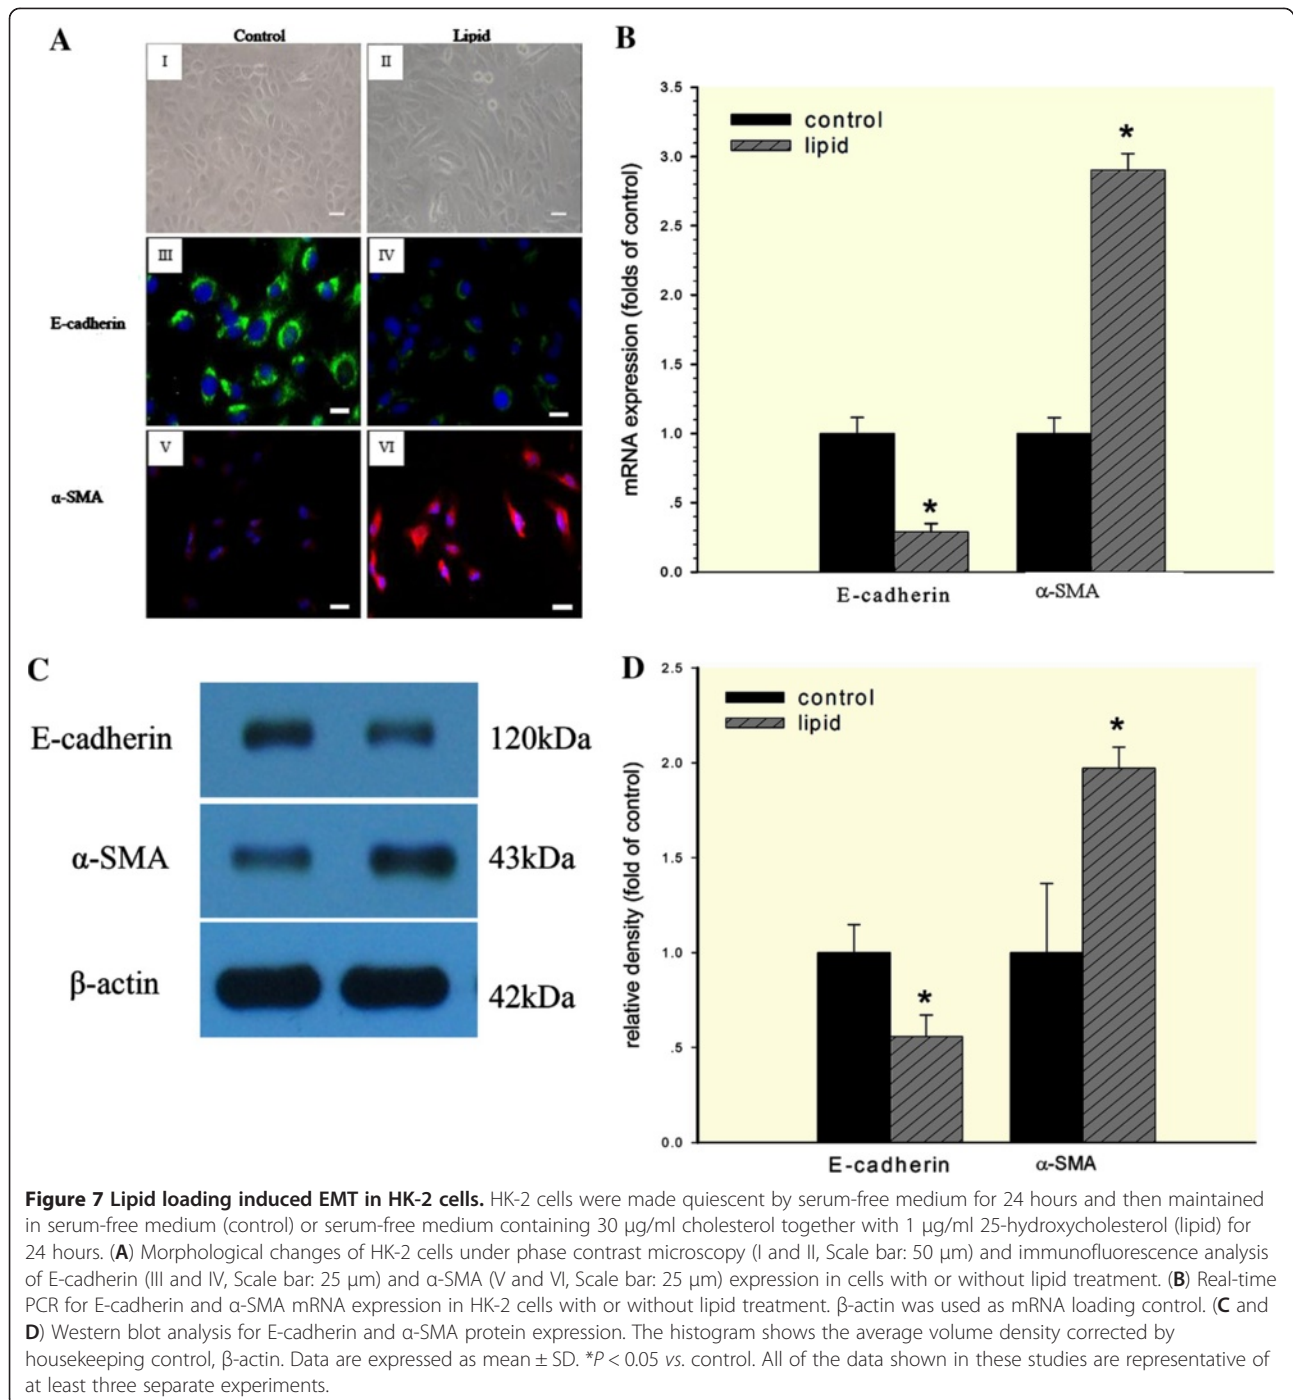 A
Control
Lipid
I
II
III
IV
E-cadherin
V
VI
α-SMA
B
mRNA expression (folds of control)
3.5
3.0
2.5
2.0
1.5
1.0
.5
0.0
control
lipid
*
*
E-cadherin
α-SMA
C
E-cadherin
120kDa
α-SMA
43kDa
β-actin
42kDa
D
relative density (fold of control)
2.5
2.0
1.5
1.0
.5
0.0
control
lipid
*
*
E-cadherin
α-SMA
Figure 7 Lipid loading induced EMT in HK-2 cells. HK-2 cells were made quiescent by serum-free medium for 24 hours and then maintained
in serum-free medium (control) or serum-free medium containing 30 μg/ml cholesterol together with 1 μg/ml 25-hydroxycholesterol (lipid) for
24 hours. (A) Morphological changes of HK-2 cells under phase contrast microscopy (I and II, Scale bar: 50 μm) and immunofluorescence analysis
of E-cadherin (III and IV, Scale bar: 25 μm) and α-SMA (V and VI, Scale bar: 25 μm) expression in cells with or without lipid treatment. (B) Real-time
PCR for E-cadherin and α-SMA mRNA expression in HK-2 cells with or without lipid treatment. β-actin was used as mRNA loading control. (C and
D) Western blot analysis for E-cadherin and α-SMA protein expression. The histogram shows the average volume density corrected by
housekeeping control, β-actin. Data are expressed as mean ± SD. *P < 0.05 vs. control. All of the data shown in these studies are representative of
at least three separate experiments.